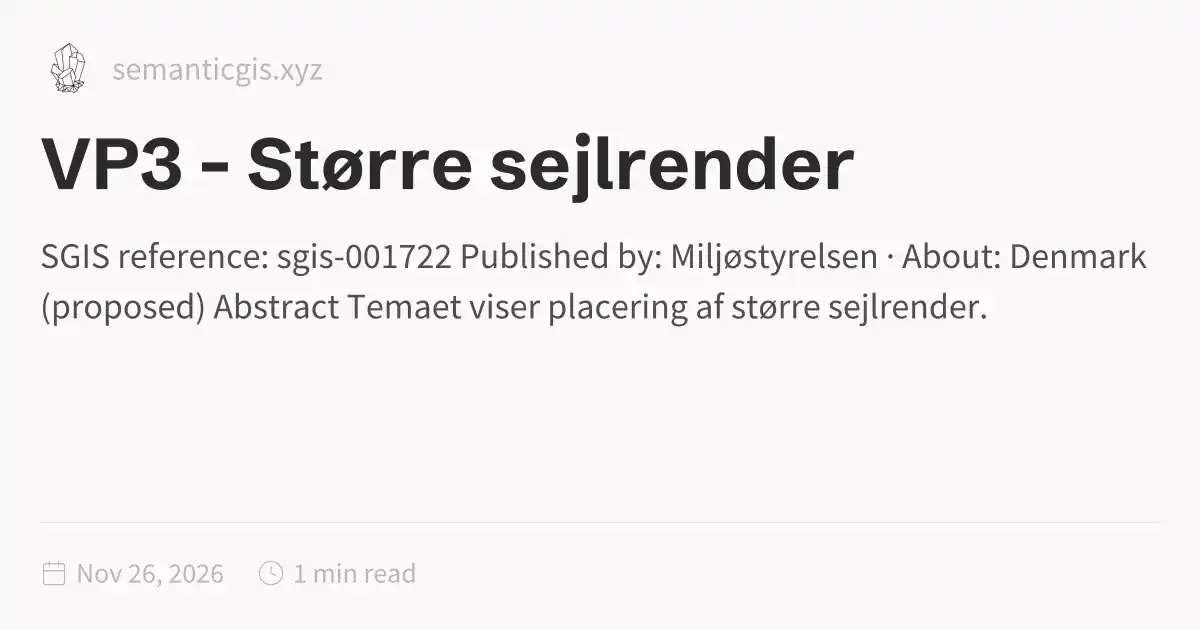 semanticgis.xyz
VP3 - Større sejlrender
SGIS reference: sgis-001722 Published by: Miljøstyrelsen · About: Denmark
(proposed) Abstract Temaet viser placering af større sejlrender.
Nov 26, 2026 1 min read